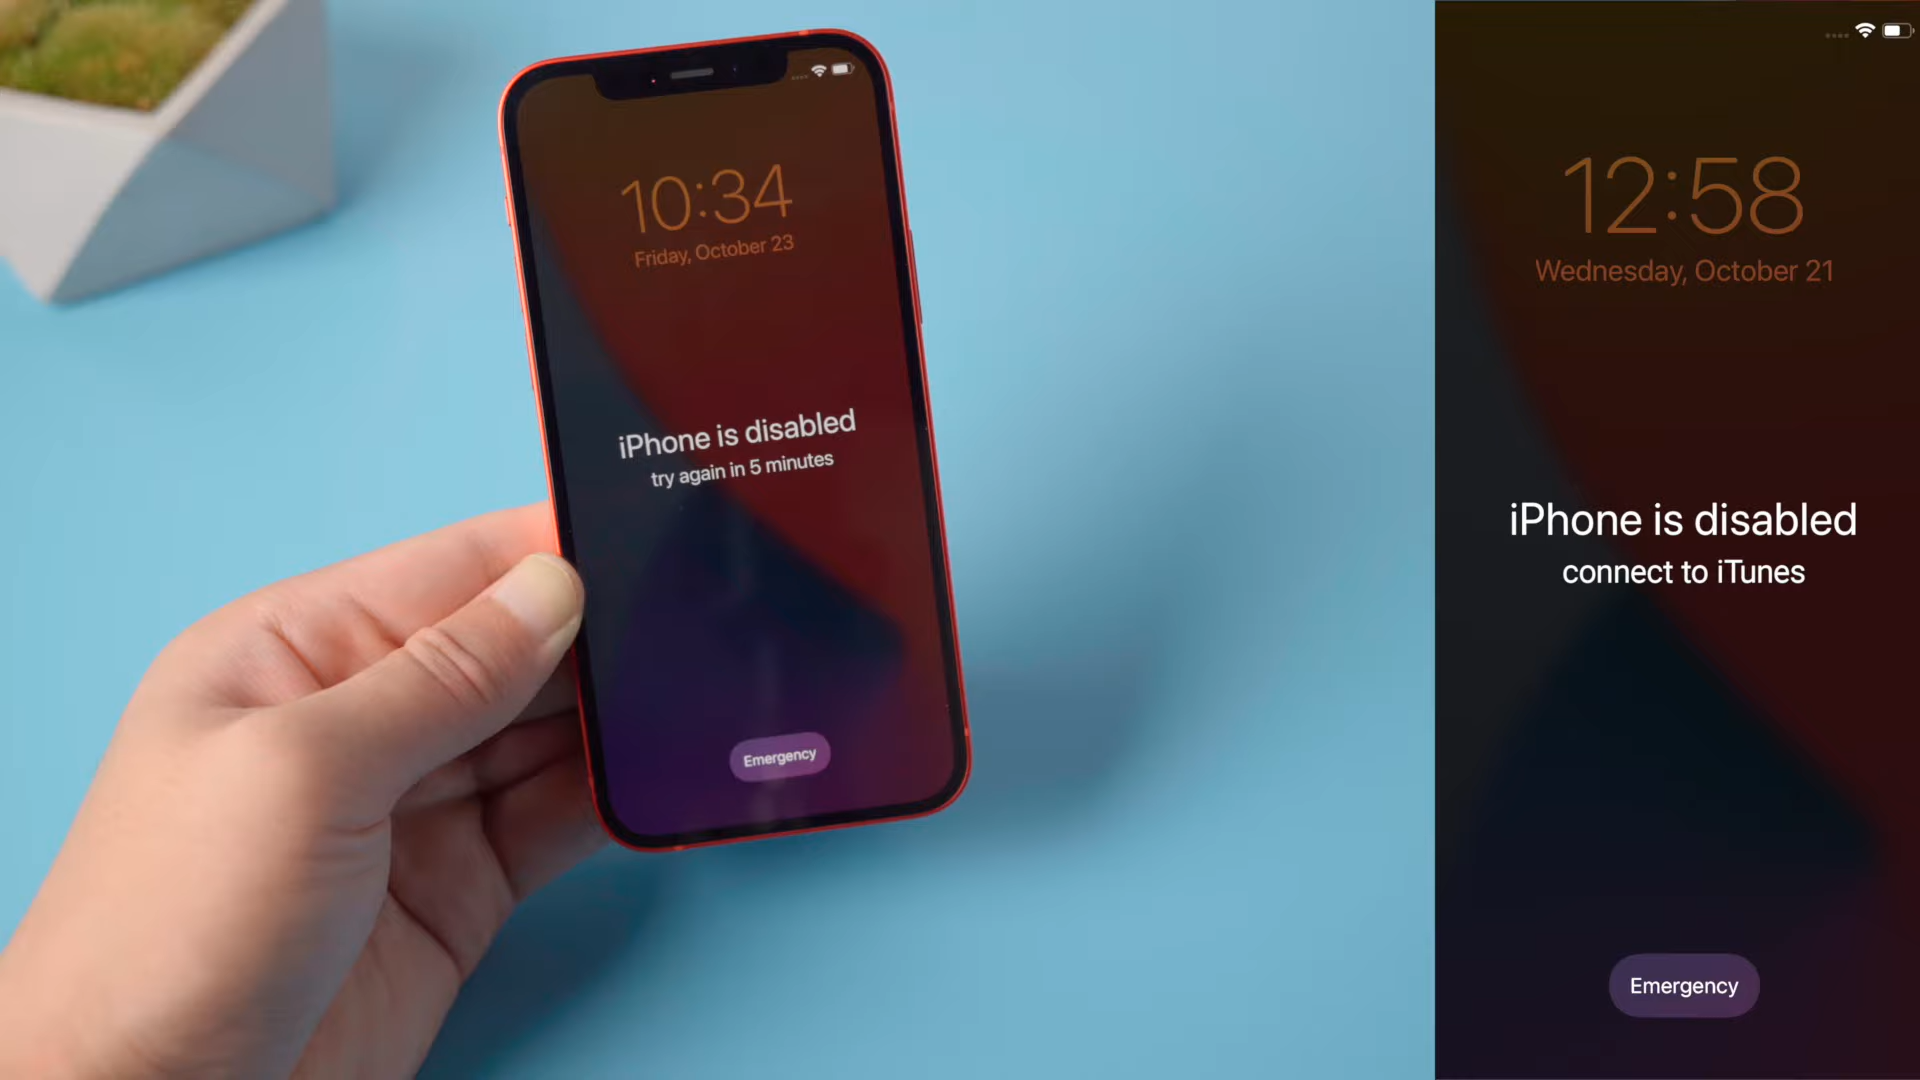 10:34
Friday, October 23
iPhone is disabled
try again in 5 minutes
Emergency
12:58
Wednesday, October 21
iPhone is disabled
connect to iTunes
Emergency